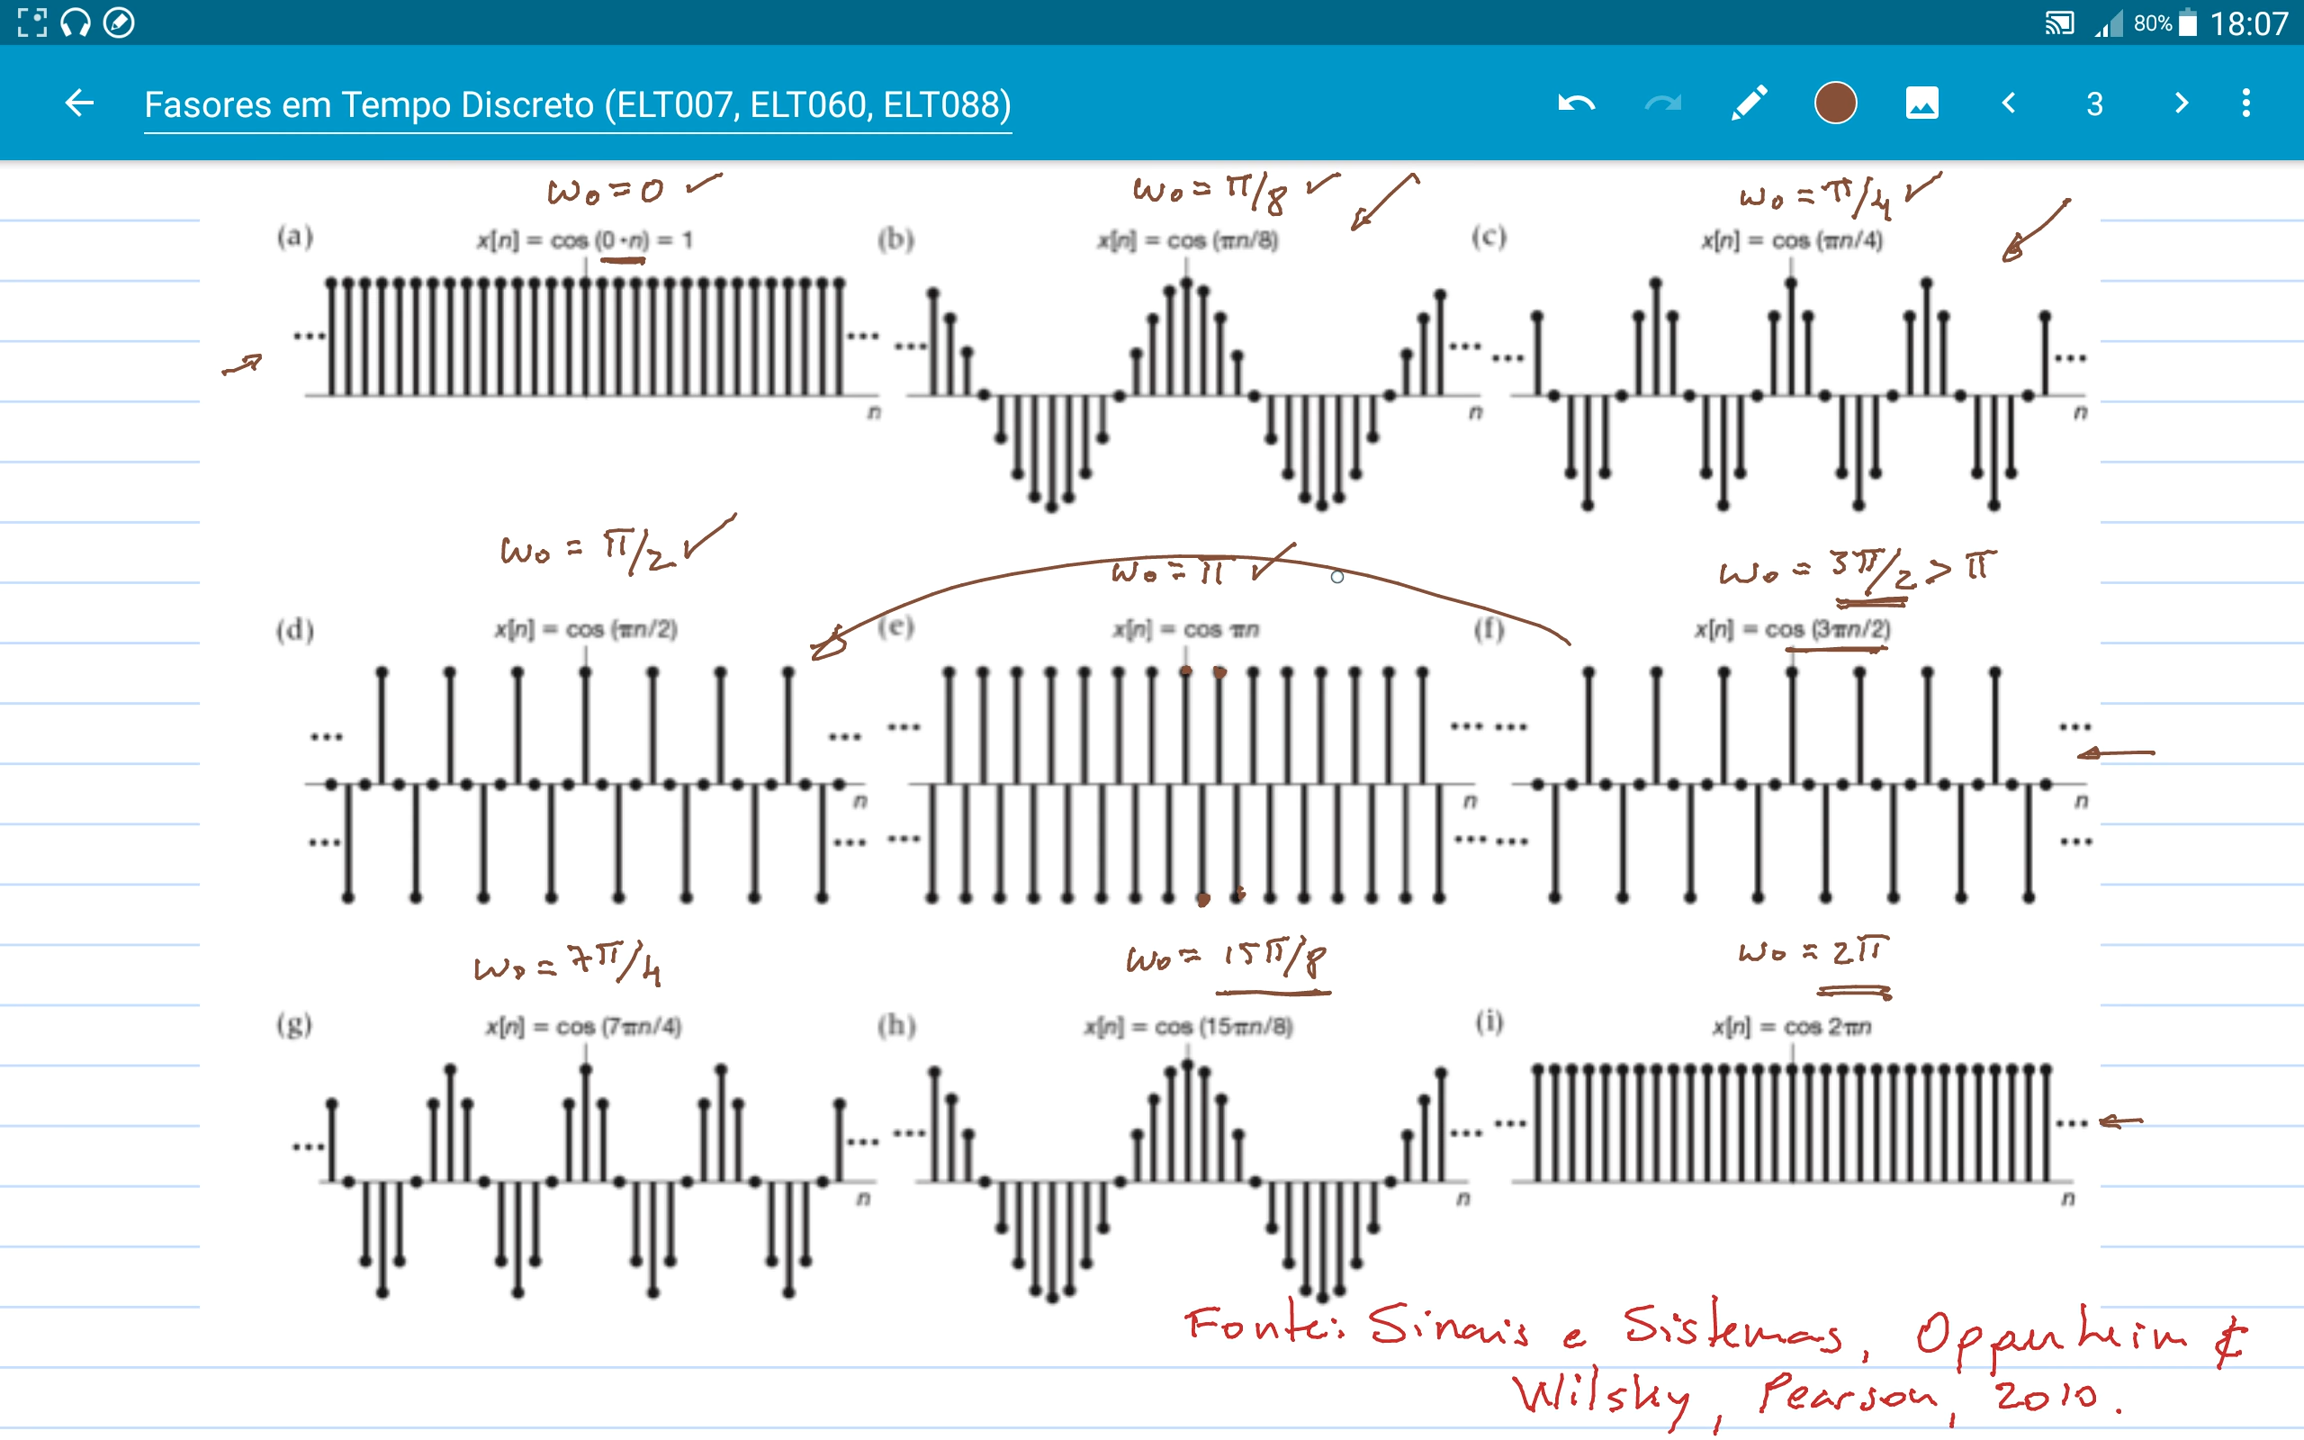 80% 18:07
Fasores em Tempo Discreto (ELT007, ELT060, ELT088) 3
ω₀ = 0 ✓ ω₀ = π/8 ✓ ω₀ = π/4 ✓
(a) x[n] = cos (0·n) = 1 (b) x[n] = cos (πn/8) (c) x[n] = cos (πn/4)
... ... ... ... ... ...
n n n
ω₀ = π/2 ✓ ω₀ = π ✓ ω₀ = 3π/2 > π
(d) x[n] = cos (πn/2) (e) x[n] = cos πn (f) x[n] = cos (3πn/2)
... ... ... ... ... ...
n n n
... ... ... ... ... ...
ω₀ = 7π/4 ω₀ = 15π/8 ω₀ = 2π
(g) x[n] = cos (7πn/4) (h) x[n] = cos (15πn/8) (i) x[n] = cos 2πn
... ... ... ... ... ...
n n n
Fonte: Sinais e Sistemas, Oppenheim &
Wilsky, Pearson, 2010.